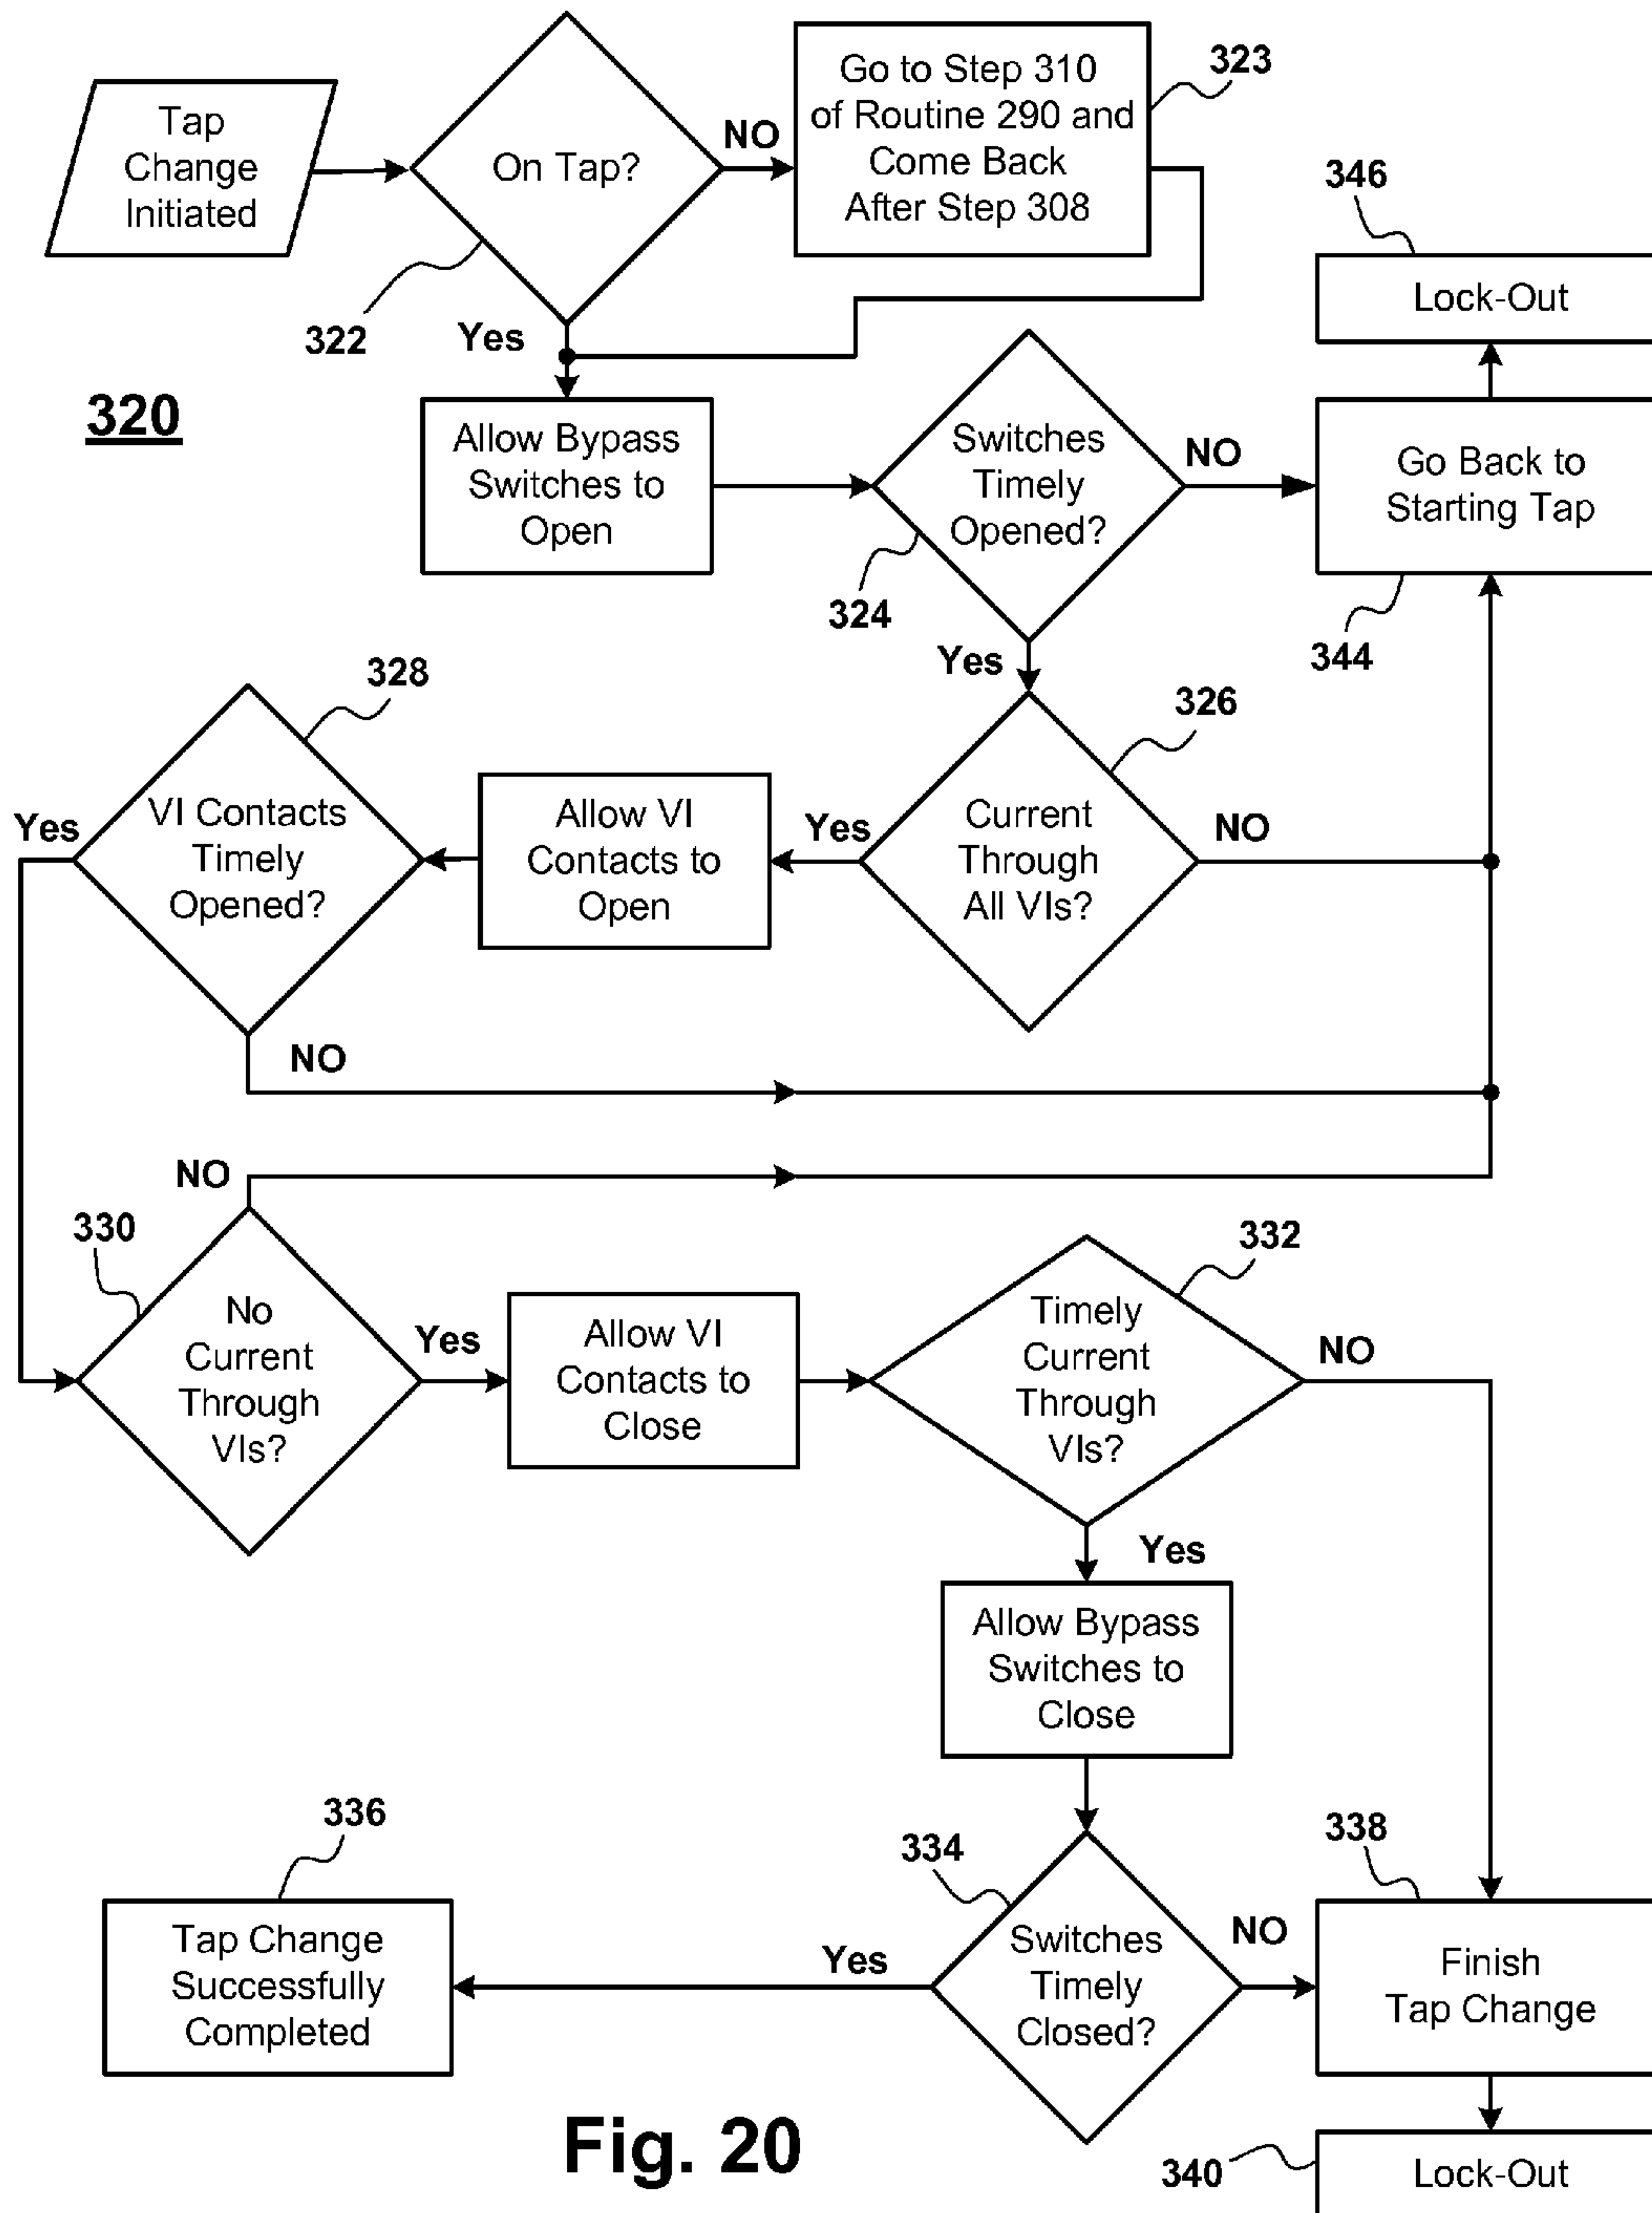 Tap
Change
Initiated
On Tap?
NO
Go to Step 310
of Routine 290 and
Come Back
After Step 308
323
322
Yes
346
Lock-Out
320
Allow Bypass
Switches to
Open
Switches
Timely
Opened?
NO
324
Go Back to
Starting Tap
344
Yes
326
Current
Through
All VIs?
NO
Yes
Allow VI
Contacts to
Open
328
VI Contacts
Timely
Opened?
Yes
NO
NO
330
No
Current
Through
VIs?
Yes
Allow VI
Contacts to
Close
332
Timely
Current
Through
VIs?
NO
Yes
Allow Bypass
Switches to
Close
334
Switches
Timely
Closed?
Yes
NO
336
Tap Change
Successfully
Completed
338
Finish
Tap Change
340
Lock-Out
Fig. 20